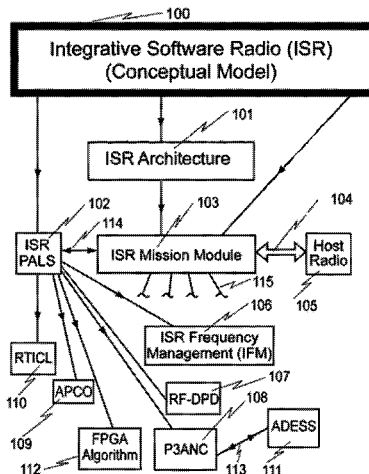 100
Integrative Software Radio (ISR)
(Conceptual Model)
101
ISR Architecture
102
114
103
104
ISR
PALS
ISR Mission Module
Host
Radio
115
105
106
ISR Frequency
Management (IFM)
RTICL
110
APCO
109
RF-DPD
107
108
FPGA
Algorithm
112
P3ANC
113
ADESS
111